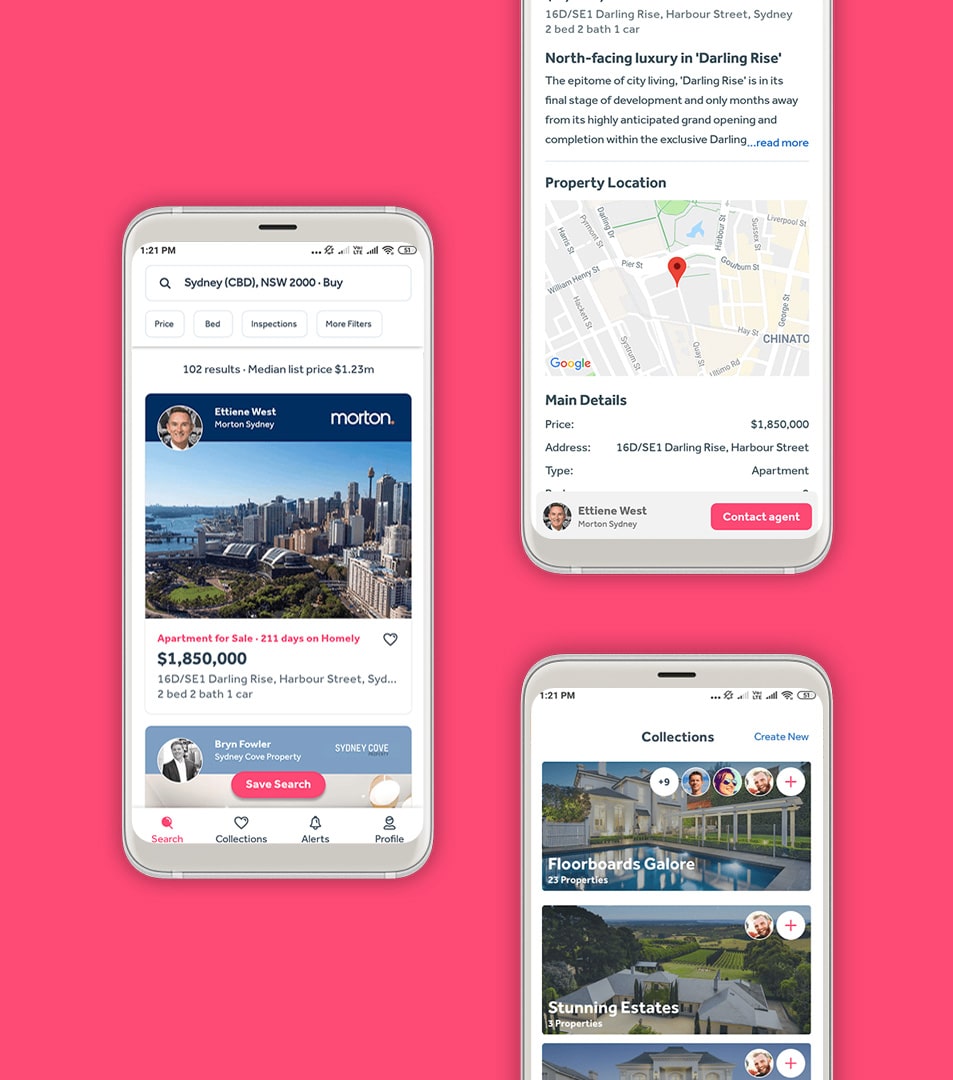 1:21 PM
51
Sydney (CBD), NSW 2000 · Buy
Price
Bed
Inspections
More Filters
102 results · Median list price $1.23m
Ettiene West
Morton Sydney
morton.
Apartment for Sale · 211 days on Homely
$1,850,000
16D/SE1 Darling Rise, Harbour Street, Syd...
2 bed 2 bath 1 car
Bryn Fowler
Sydney Cove Property
SYDNEY COVE
PROPERTY
Save Search
Search
Collections
Alerts
Profile
16D/SE1 Darling Rise, Harbour Street, Sydney
2 bed 2 bath 1 car
North-facing luxury in 'Darling Rise'
The epitome of city living, 'Darling Rise' is in its
final stage of development and only months away
from its highly anticipated grand opening and
completion within the exclusive Darling...read more
Property Location
Darling Dr
Pyrmont St
Harris St
Pier St
William Henry St
Hackett St
Systrum St
Quay St
Ultimo Rd
Harbour St
Sussex St
Liverpool St
Goulburn St
George St
Hay St
CHINATO
Google
Main Details
Price:
$1,850,000
Address:
16D/SE1 Darling Rise, Harbour Street
Type:
Apartment
Ettiene West
Morton Sydney
Contact agent
1:21 PM
51
Collections
Create New
+9
Floorboards Galore
23 Properties
Stunning Estates
3 Properties